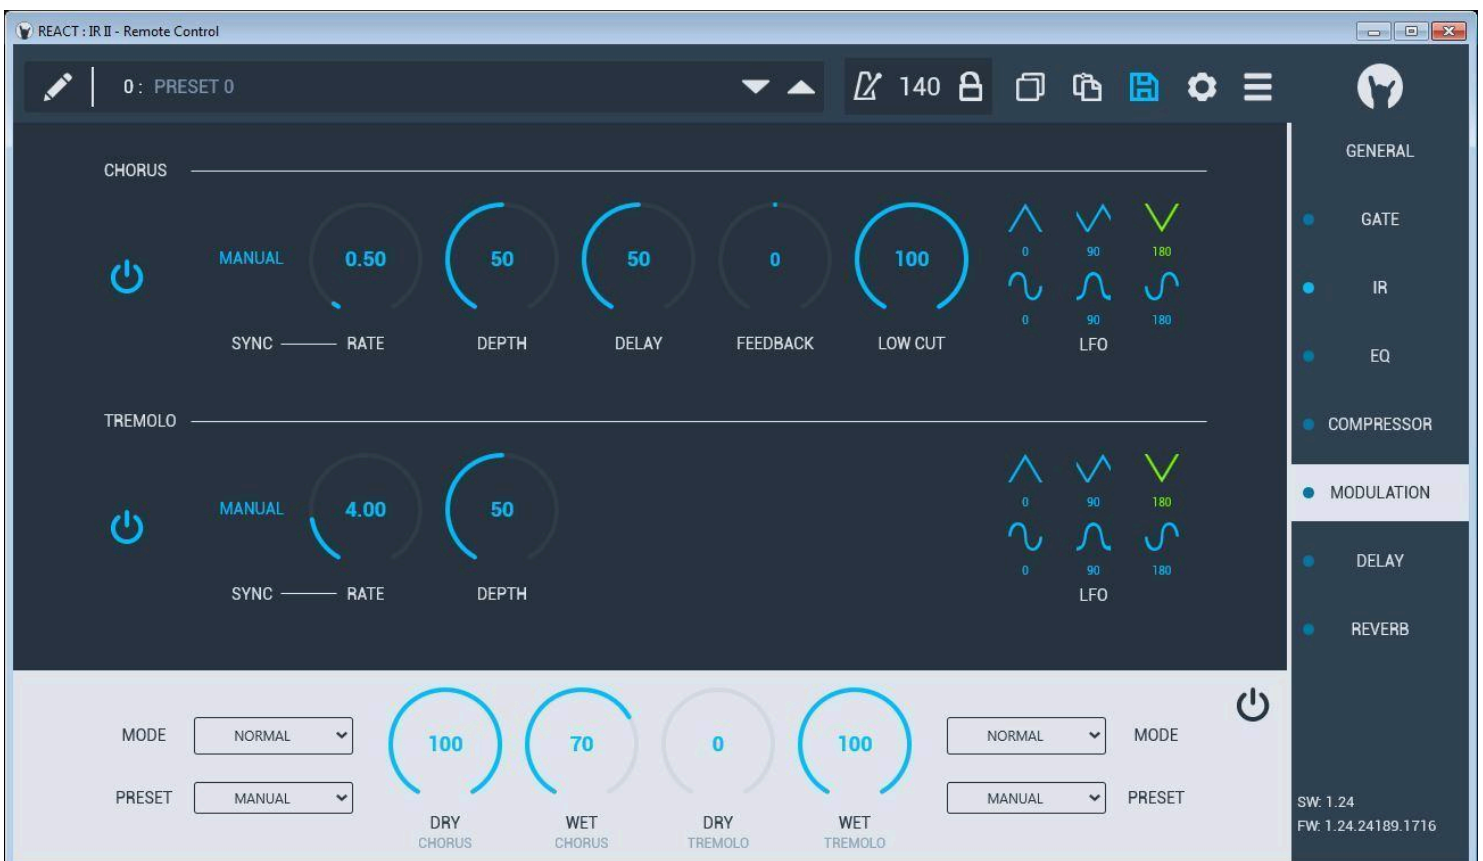 REACT : IR II - Remote Control
0 : PRESET 0
140
GENERAL
GATE
IR
EQ
COMPRESSOR
MODULATION
DELAY
REVERB
CHORUS
MANUAL 0.50 50 50 0 100
0 90 180
0 90 180
SYNC RATE DEPTH DELAY FEEDBACK LOW CUT LFO
TREMOLO
MANUAL 4.00 50
0 90 180
0 90 180
SYNC RATE DEPTH LFO
MODE NORMAL 100 70 0 100 NORMAL MODE
PRESET MANUAL MANUAL PRESET
DRY WET DRY WET
CHORUS CHORUS TREMOLO TREMOLO
SW: 1.24
FW: 1.24.24189.1716